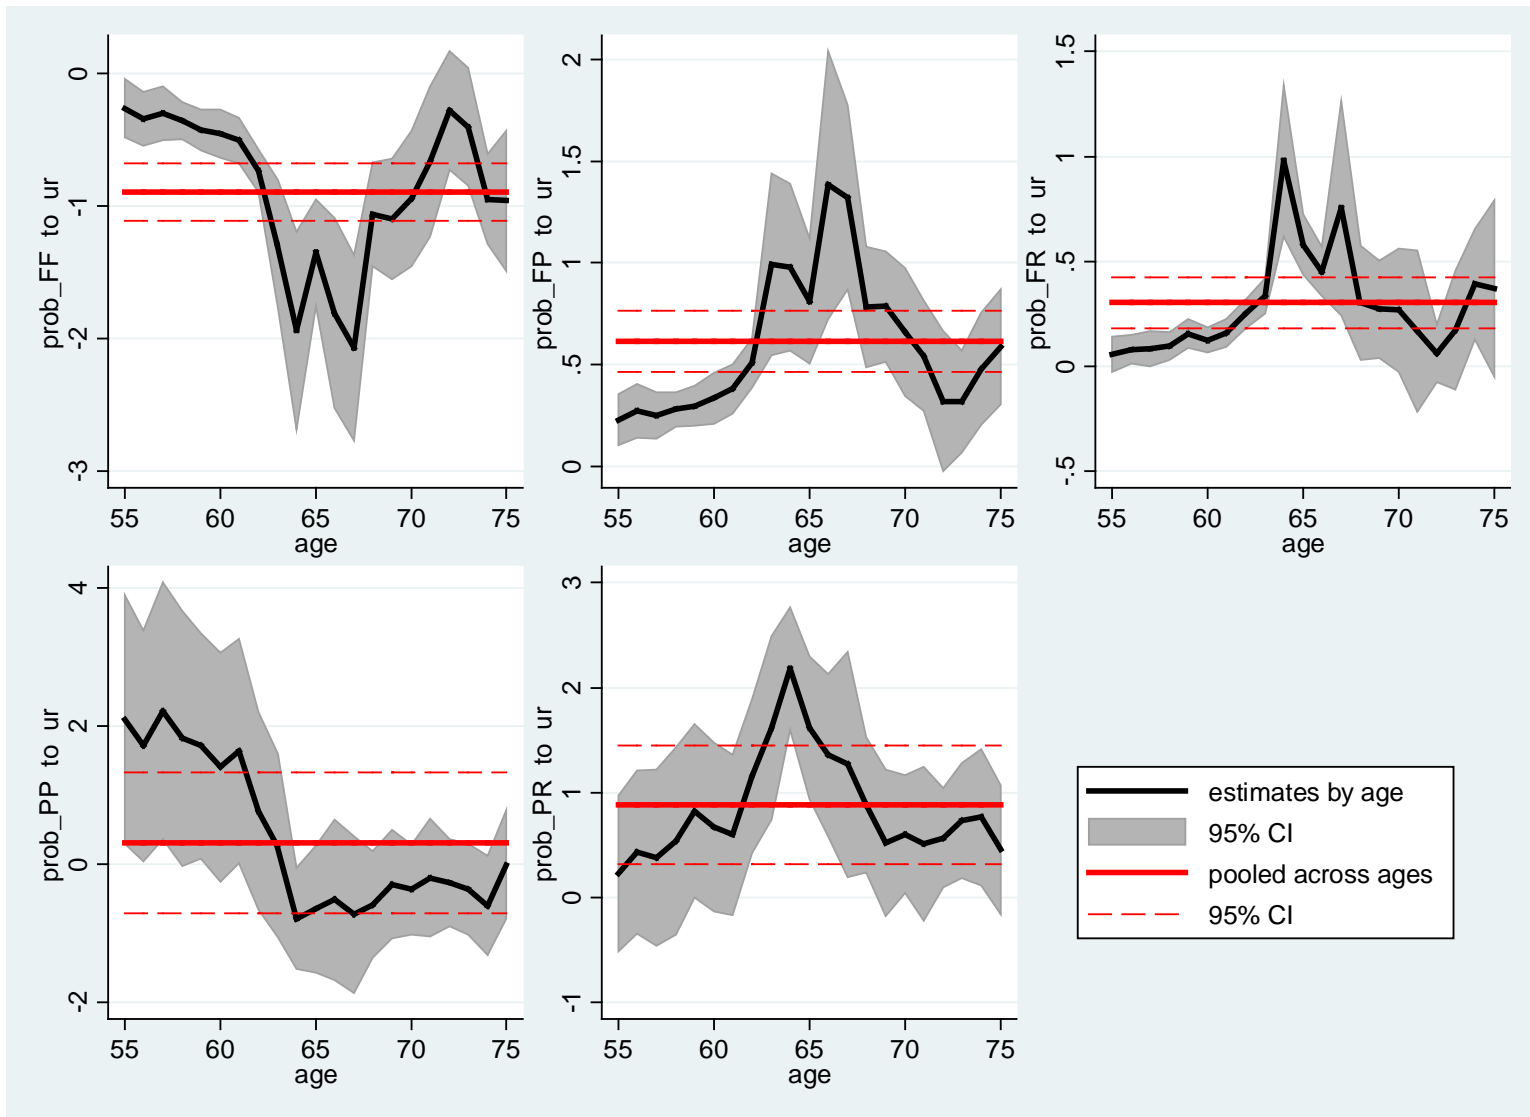 prob_FF to ur
0
-1
-2
-3
55 60 65 70 75
age
prob_FP to ur
2
1.5
1
.5
0
55 60 65 70 75
age
prob_FR to ur
1.5
1
.5
0
-.5
55 60 65 70 75
age
prob_PP to ur
4
2
0
-2
55 60 65 70 75
age
prob_PR to ur
3
2
1
0
-1
55 60 65 70 75
age
estimates by age
95% CI
pooled across ages
95% CI